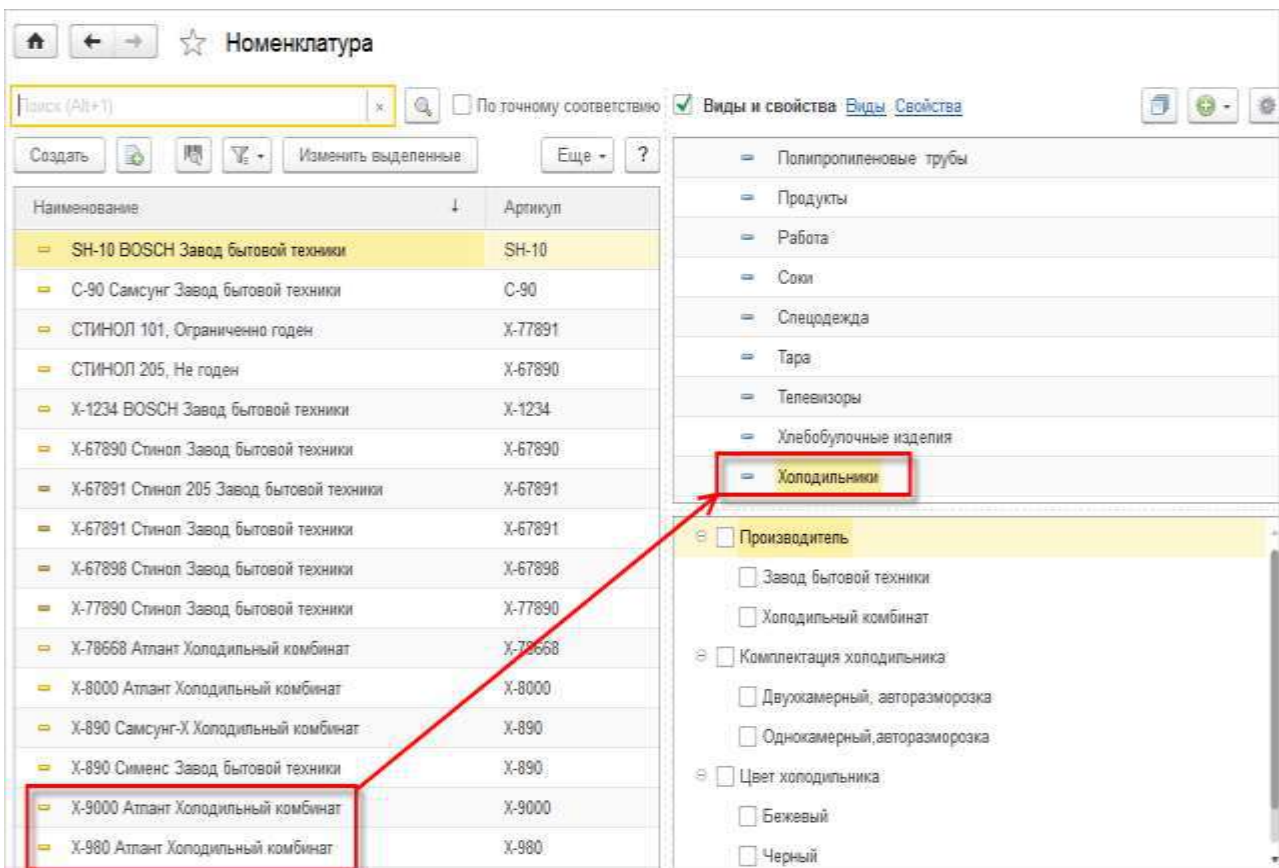 Номенклатура
Поиск (Alt+1) × По точному соответствию
Создать Изменить выделенные Еще ?
Наименование ↓ Артикул
SH-10 BOSCH Завод бытовой техники SH-10
С-90 Самсунг Завод бытовой техники С-90
СТИНОЛ 101, Ограниченно годен Х-77891
СТИНОЛ 205, Не годен Х-67890
Х-1234 BOSCH Завод бытовой техники Х-1234
Х-67890 Стинол Завод бытовой техники Х-67890
Х-67891 Стинол 205 Завод бытовой техники Х-67891
Х-67891 Стинол Завод бытовой техники Х-67891
Х-67898 Стинол Завод бытовой техники Х-67898
Х-77890 Стинол Завод бытовой техники Х-77890
Х-78668 Атлант Холодильный комбинат Х-78668
Х-8000 Атлант Холодильный комбинат Х-8000
Х-890 Самсунг-Х Холодильный комбинат Х-890
Х-890 Сименс Завод бытовой техники Х-890
Х-9000 Атлант Холодильный комбинат Х-9000
Х-980 Атлант Холодильный комбинат Х-980
Виды и свойства Виды Свойства
Полипропиленовые трубы
Продукты
Работа
Соки
Спецодежда
Тара
Телевизоры
Хлебобулочные изделия
Холодильники
Производитель
Завод бытовой техники
Холодильный комбинат
Комплектация холодильника
Двухкамерный, авторазморозка
Однокамерный,авторазморозка
Цвет холодильника
Бежевый
Черный